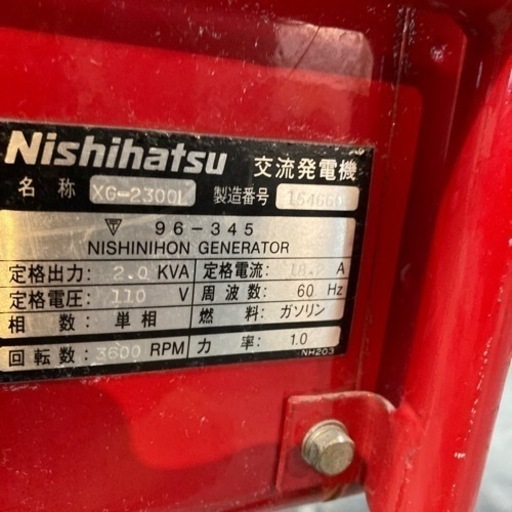 Nishihatsu 交流発電機
名称 XG-2300L 製造番号
96-345
NISHINIHON GENERATOR
定格出力: 2.0 KVA 定格電流: 18.2 A
定格電圧: 110 V 周波数: 60 Hz
相数: 単相 燃料: ガソリン
回転数: 3600 RPM 力率: 1.0
NH203